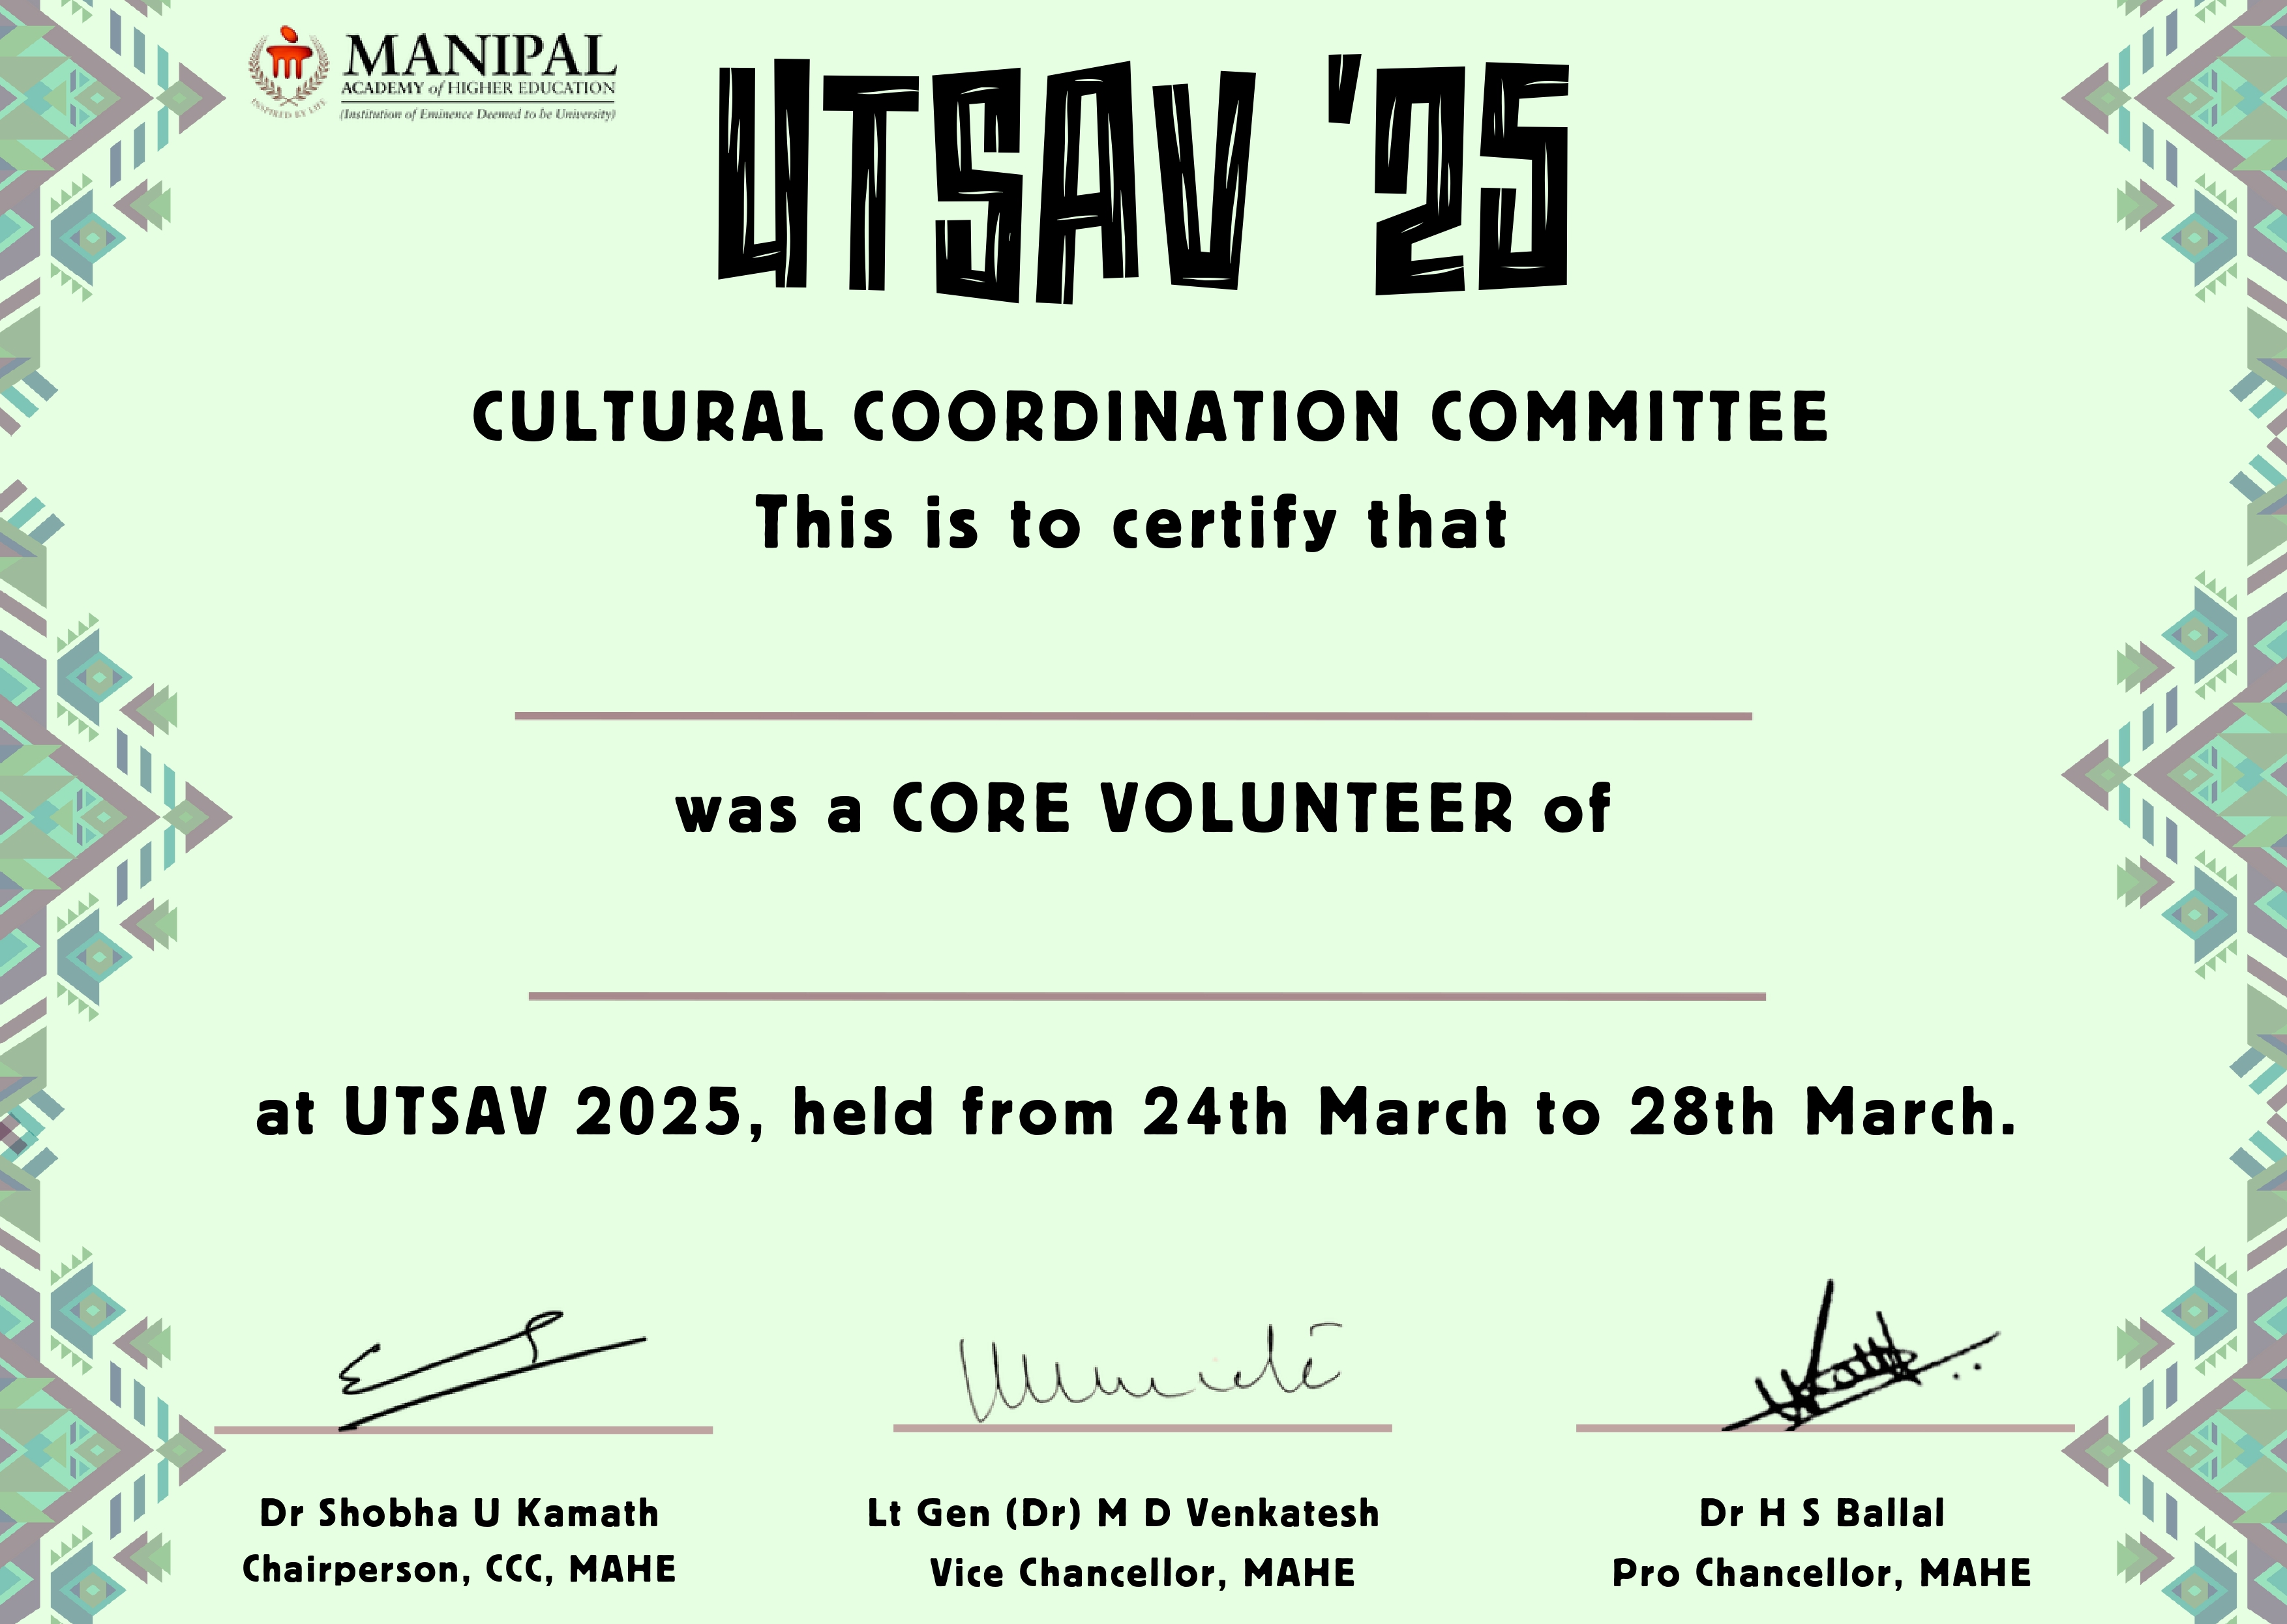 MANIPAL
ACADEMY of HIGHER EDUCATION
(Institution of Eminence Deemed to be University)
INSPIRED BY LIFE
UTSAV '25
CULTURAL COORDINATION COMMITTEE
This is to certify that
was a CORE VOLUNTEER of
at UTSAV 2025, held from 24th March to 28th March.
Dr Shobha U Kamath
Chairperson, CCC, MAHE
Lt Gen (Dr) M D Venkatesh
Vice Chancellor, MAHE
Dr H S Ballal
Pro Chancellor, MAHE